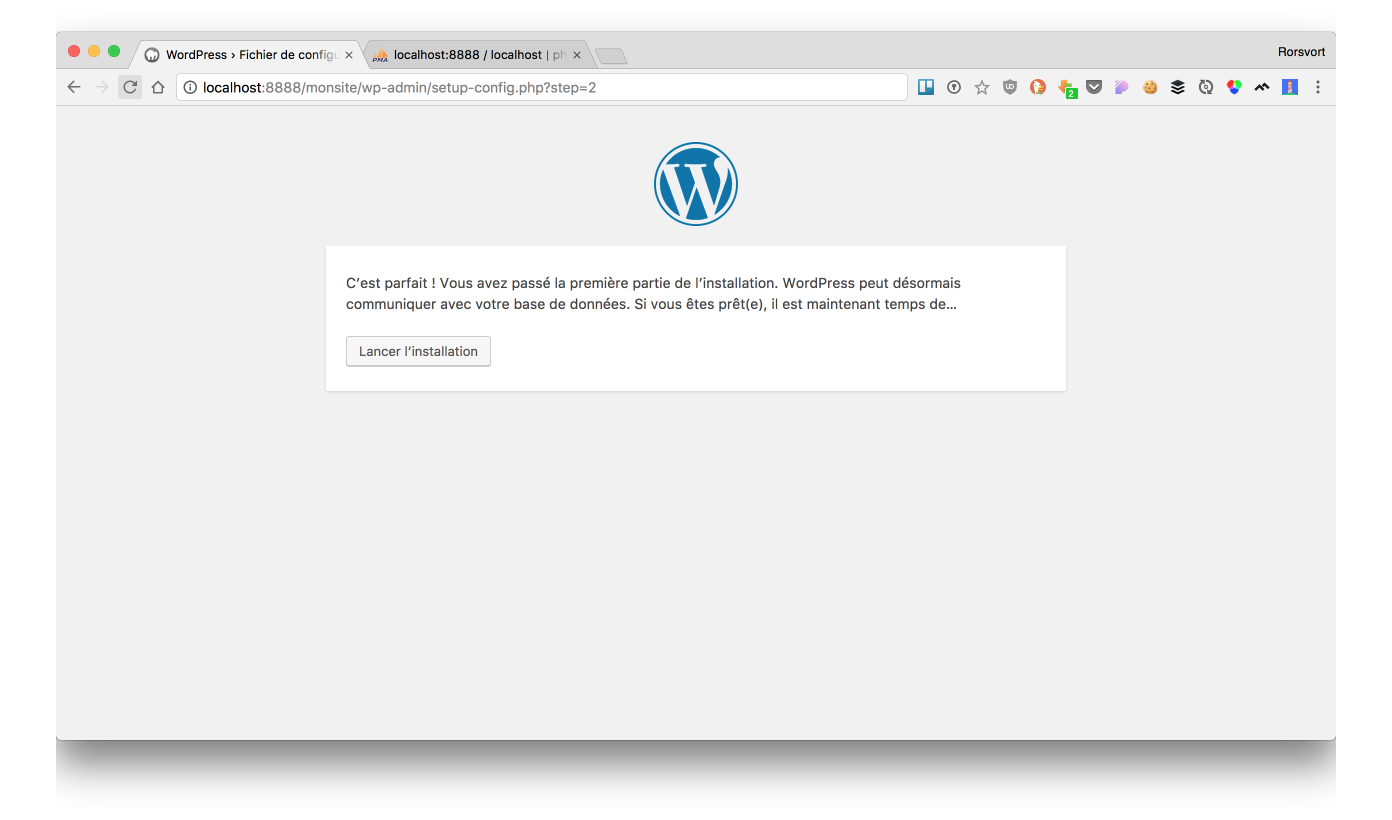 WordPress › Fichier de configu
localhost:8888 / localhost | ph
Rorsvort
localhost:8888/monsite/wp-admin/setup-config.php?step=2
2
C’est parfait ! Vous avez passé la première partie de l’installation. WordPress peut désormais
communiquer avec votre base de données. Si vous êtes prêt(e), il est maintenant temps de…
Lancer l’installation